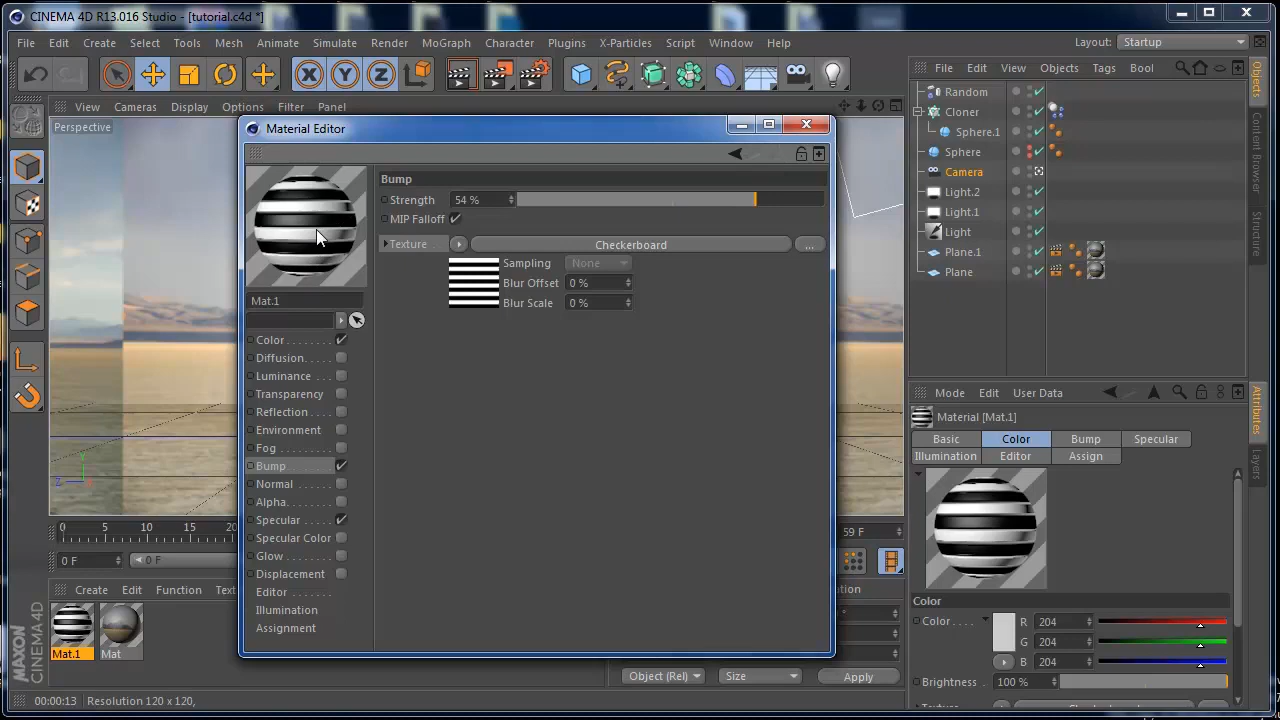 CINEMA 4D R13.016 Studio - [tutorial.c4d *]
File Edit Create Select Tools Mesh Animate Simulate Render MoGraph Character Plugins X-Particles Script Window Help
Layout: Startup
File Edit View Objects Tags Bool
View Cameras Display Options Filter Panel
Perspective
Random
Cloner
Sphere.1
Sphere
Camera
Light.2
Light.1
Light
Plane.1
Plane
Objects
Content Browser
Structure
Material Editor
Bump
Strength 54 %
MIP Falloff
Texture Checkerboard ...
Sampling None
Blur Offset 0 %
Blur Scale 0 %
Mat.1
Color
Diffusion
Luminance
Transparency
Reflection
Environment
Fog
Bump
Normal
Alpha
Specular
Specular Color
Glow
Displacement
Editor
Illumination
Assignment
Mode Edit User Data
Material [Mat.1]
Basic Color Bump Specular
Illumination Editor Assign
Attributes
Layers
Color
Color R 204
G 204
B 204
Brightness 100 %
Y
Z
0 5 10 15 20
59 F
0 F 0 F
Create Edit Function
Mat.1 Mat
Object (Rel) Size Apply
MAXON
CINEMA 4D
00:00:13 Resolution 120 x 120,